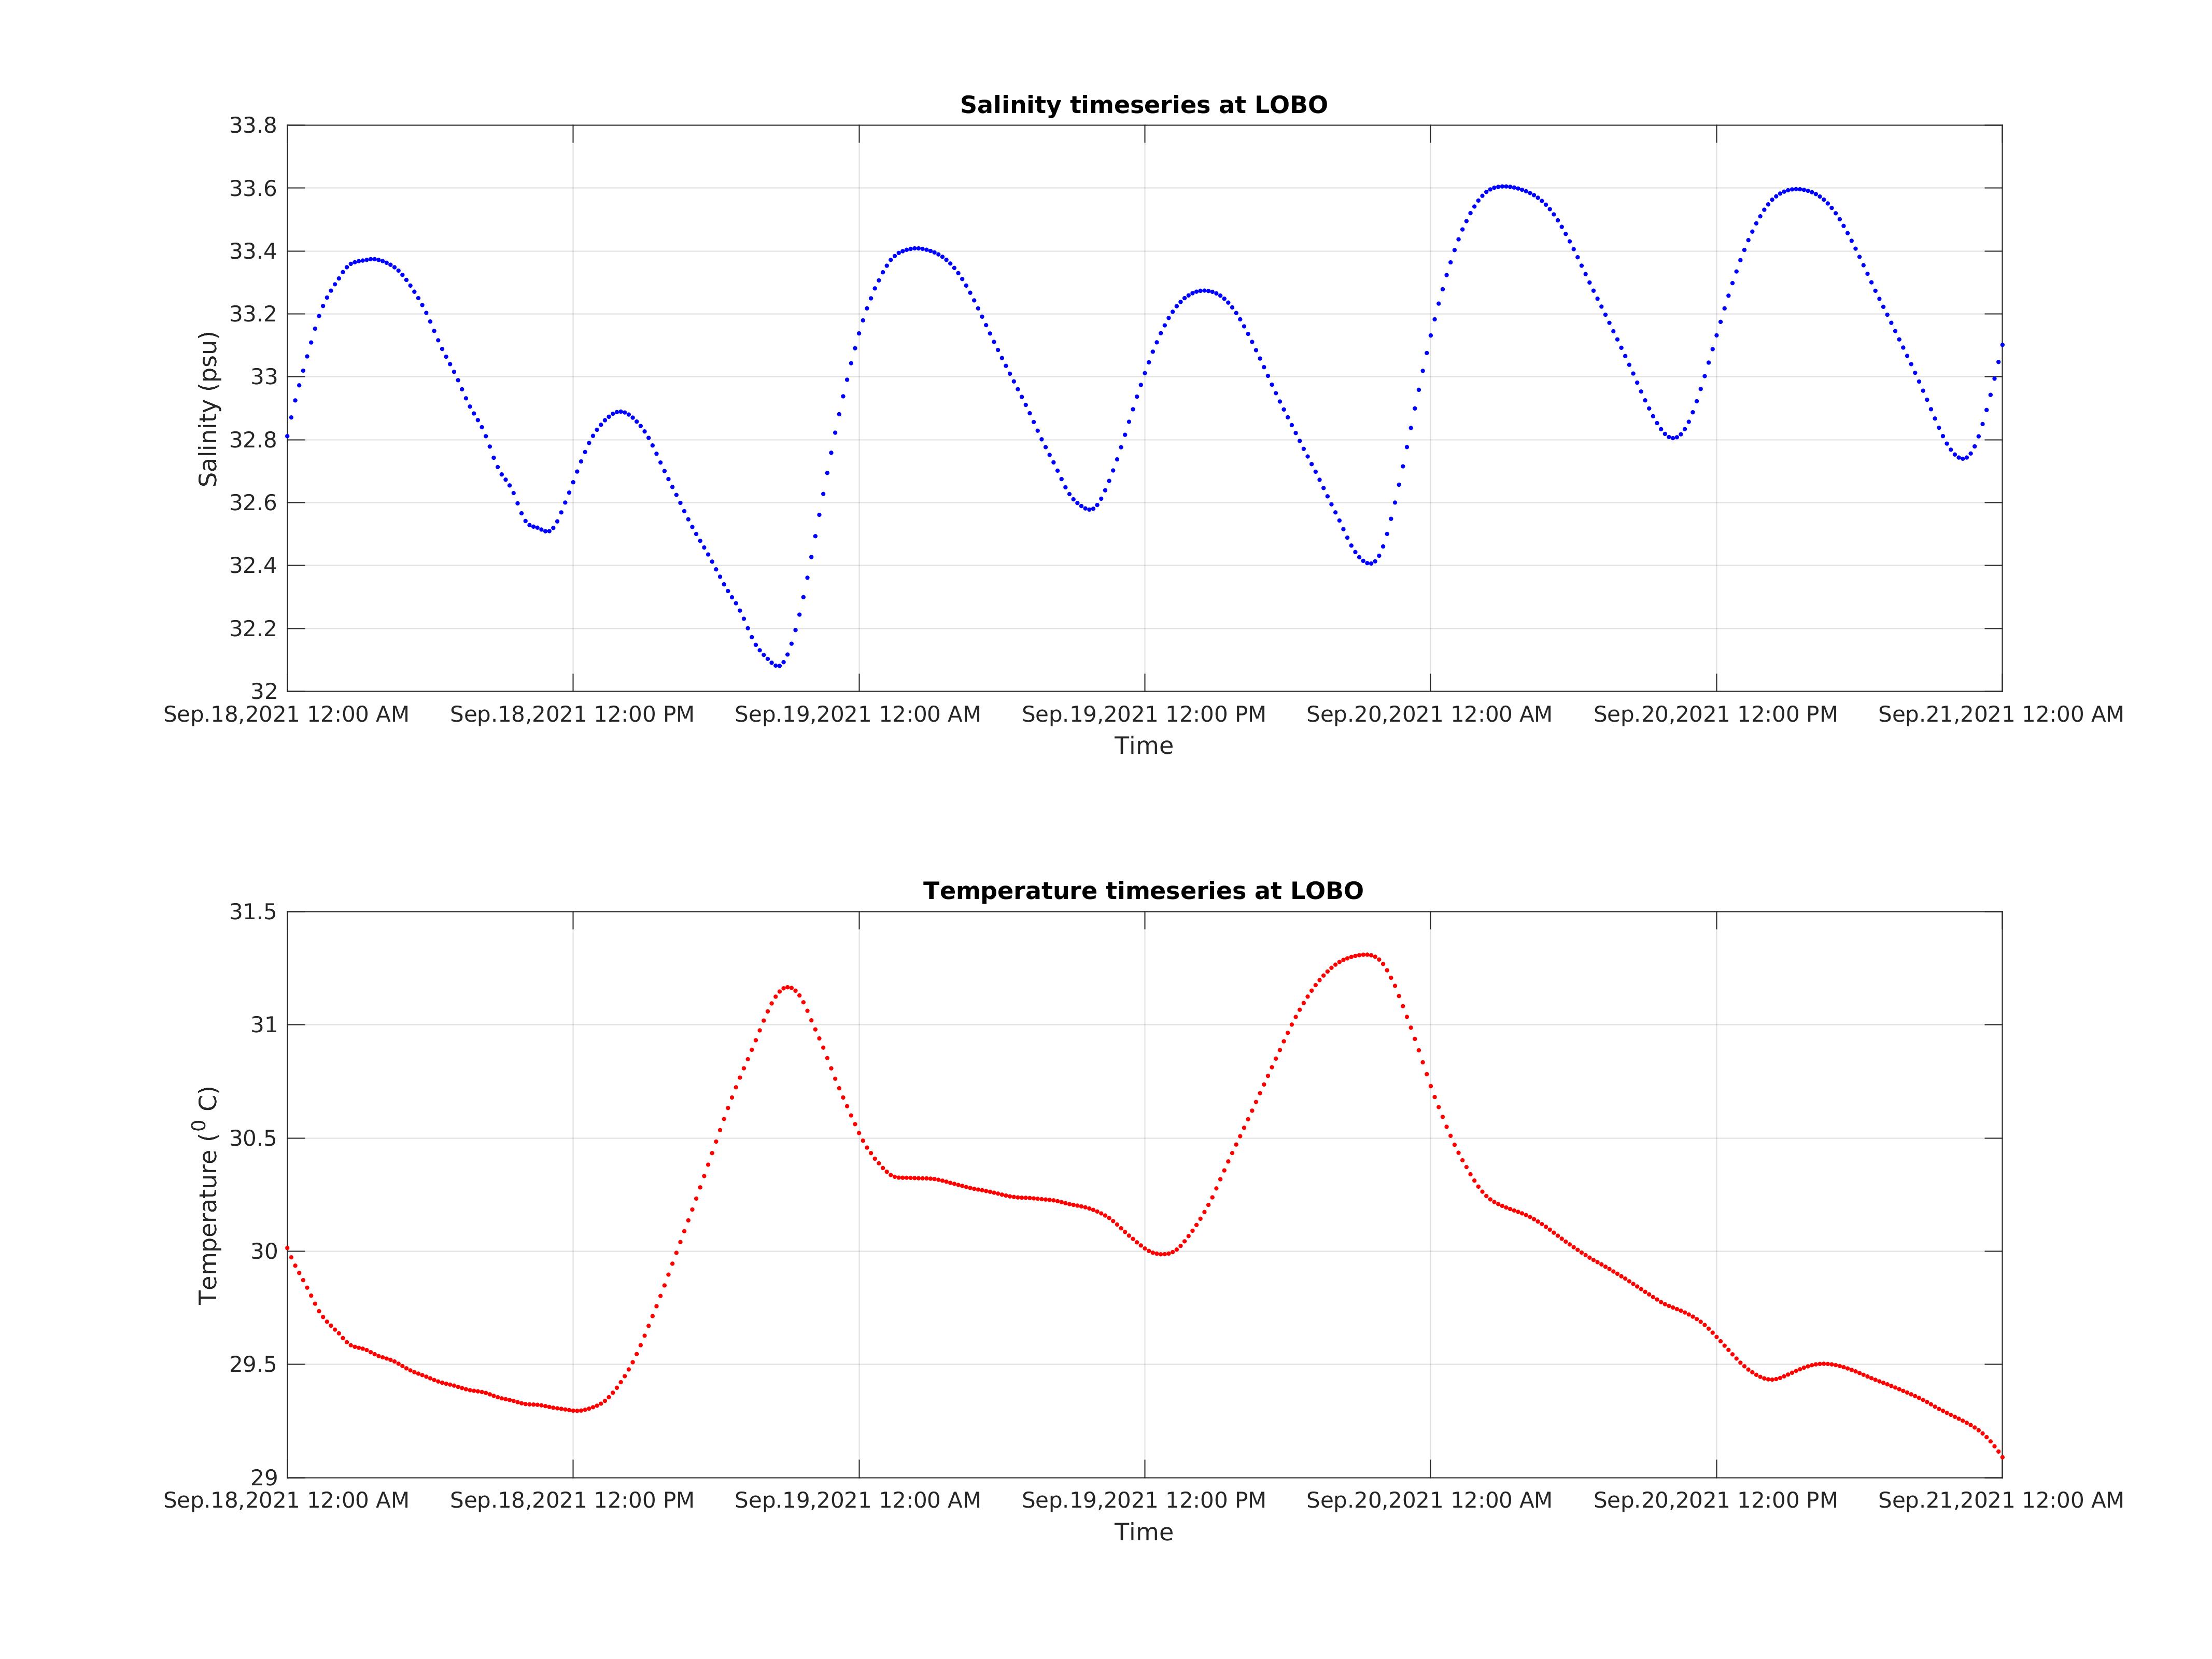 Salinity timeseries at LOBO
33.8
33.6
33.4
33.2
33
32.8
32.6
32.4
32.2
32
Salinity (psu)
Sep.18,2021 12:00 AM Sep.18,2021 12:00 PM Sep.19,2021 12:00 AM Sep.19,2021 12:00 PM Sep.20,2021 12:00 AM Sep.20,2021 12:00 PM Sep.21,2021 12:00 AM
Time
Temperature timeseries at LOBO
31.5
31
30.5
30
29.5
29
Temperature (⁰ C)
Sep.18,2021 12:00 AM Sep.18,2021 12:00 PM Sep.19,2021 12:00 AM Sep.19,2021 12:00 PM Sep.20,2021 12:00 AM Sep.20,2021 12:00 PM Sep.21,2021 12:00 AM
Time